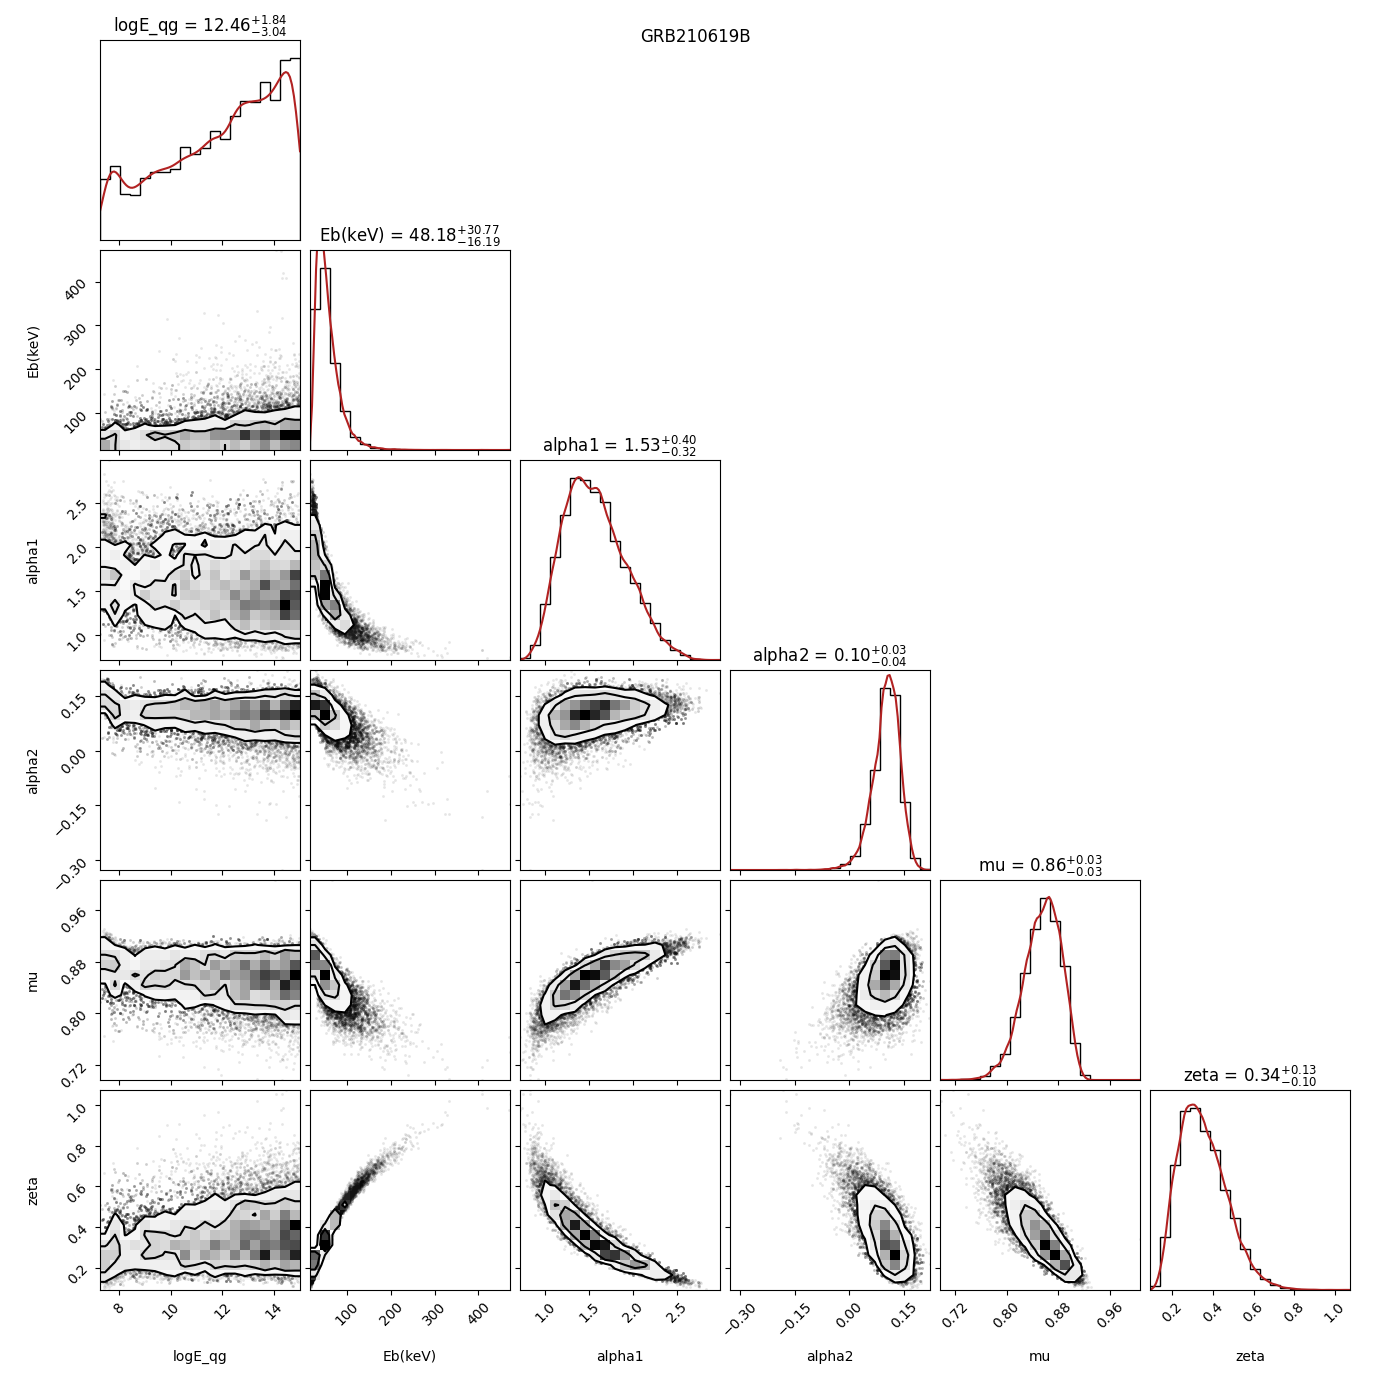 GRB210619B
logE_qg = 12.46+1.84−3.04
Eb(keV) = 48.18+30.77−16.19
Eb(keV)
400
300
200
100
alpha1 = 1.53+0.40−0.32
alpha1
2.5
2.0
1.5
1.0
alpha2 = 0.10+0.03−0.04
alpha2
0.15
0.00
−0.15
−0.30
mu = 0.86+0.03−0.03
mu
0.96
0.88
0.80
0.72
zeta = 0.34+0.13−0.10
zeta
1.0
0.8
0.6
0.4
0.2
8 10 12 14 100 200 300 400 1.0 1.5 2.0 2.5 −0.30 −0.15 0.00 0.15 0.72 0.80 0.88 0.96 0.2 0.4 0.6 0.8 1.0
logE_qg Eb(keV) alpha1 alpha2 mu zeta